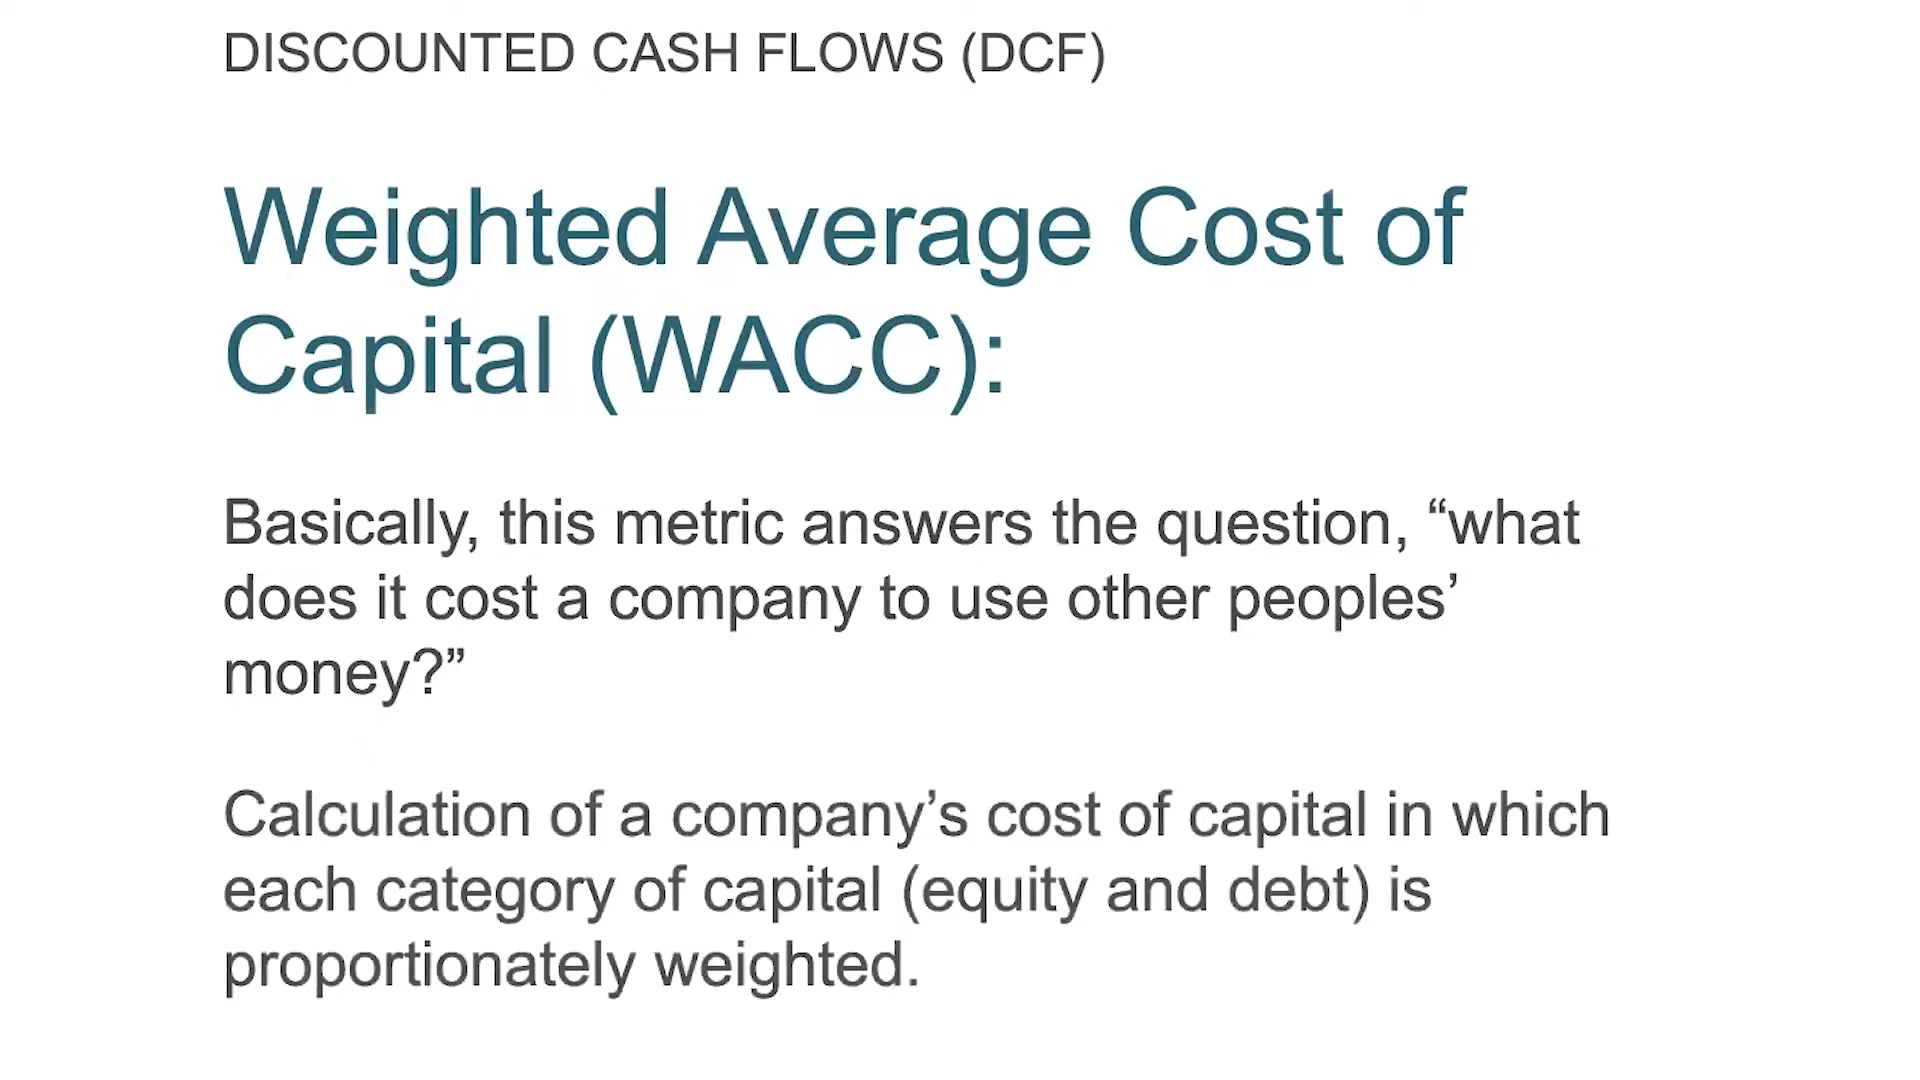 DISCOUNTED CASH FLOWS (DCF)
Weighted Average Cost of
Capital (WACC):
Basically, this metric answers the question, “what
does it cost a company to use other peoples’
money?”
Calculation of a company’s cost of capital in which
each category of capital (equity and debt) is
proportionately weighted.